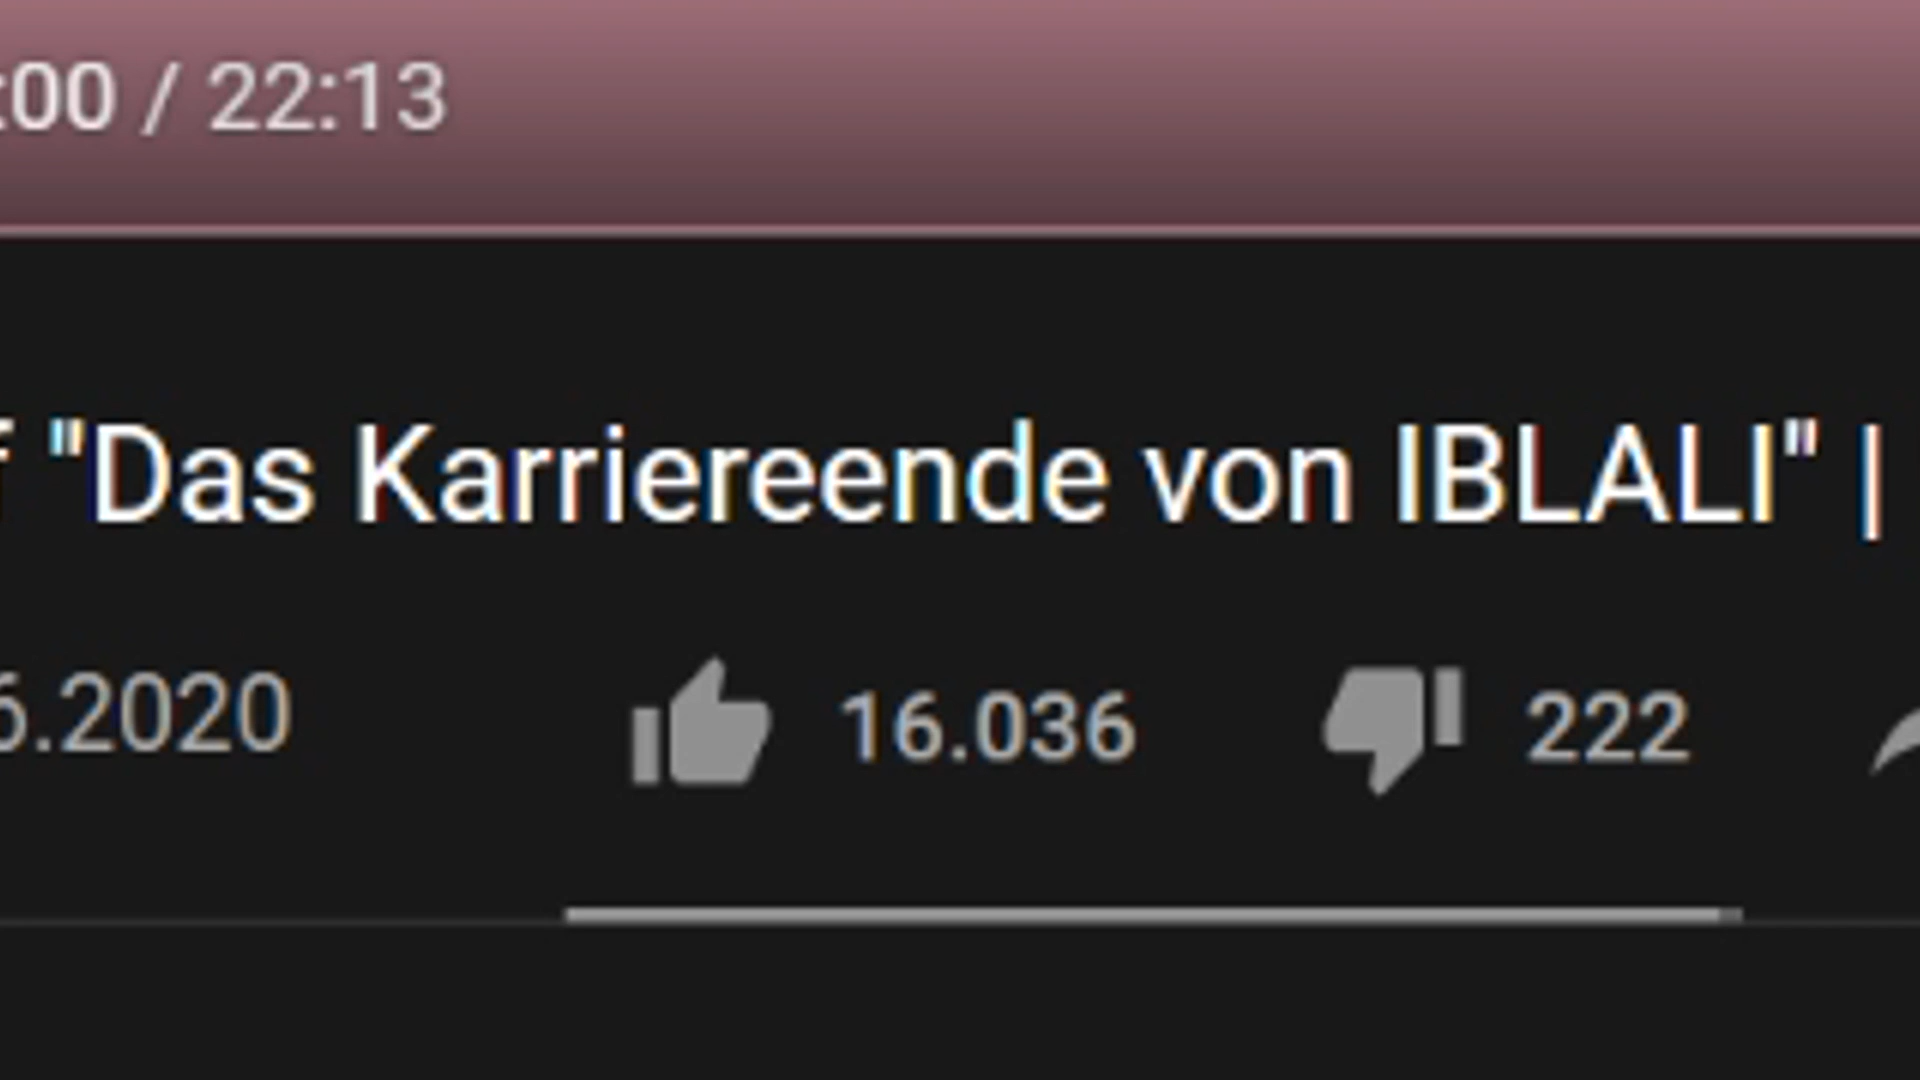 :00 / 22:13
f "Das Karriereende von IBLALI" |
6.2020 16.036 222